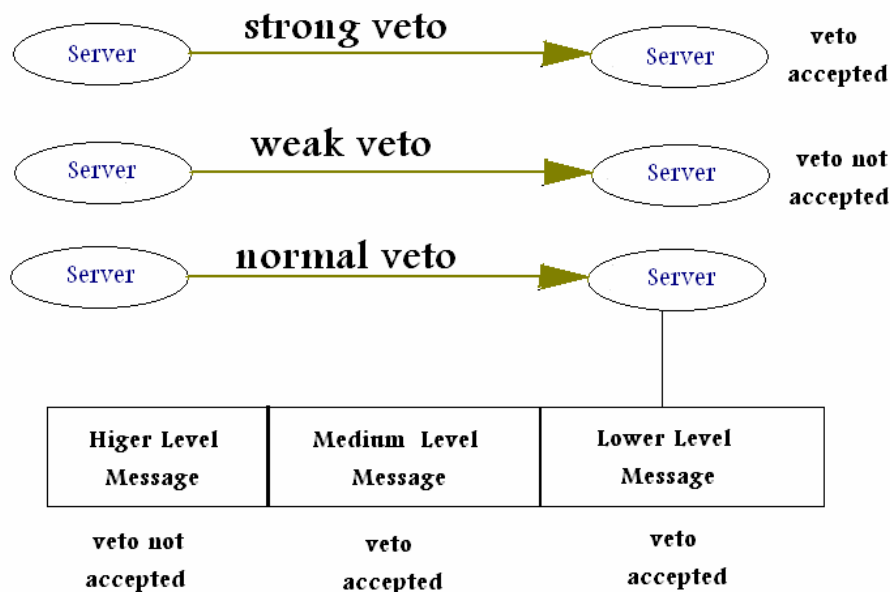 Server strong veto Server veto
accepted
Server weak veto Server veto not
accepted
Server normal veto Server
Higer Level Medium Level Lower Level
Message Message Message
veto not veto veto
accepted accepted accepted